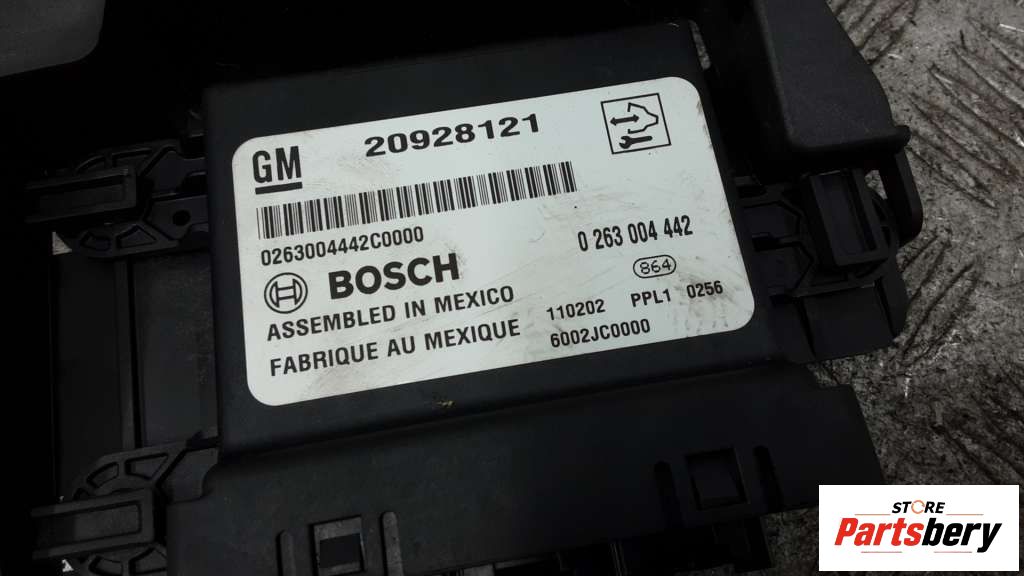 GM 20928121
0263004442C0000
BOSCH
0 263 004 442
864
ASSEMBLED IN MEXICO
110202 PPL1 0256
FABRIQUE AU MEXIQUE
6002JC0000
STORE
Partsbery